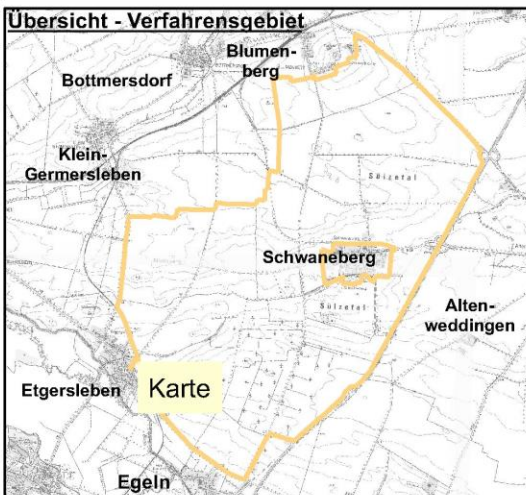 Übersicht - Verfahrensgebiet
Blumen-
berg
Bottmersdorf
Klein-
Germersleben
Sülzetal
Schwaneberg
Sülzetal
Alten-
weddingen
Etgersleben
Karte
Egeln